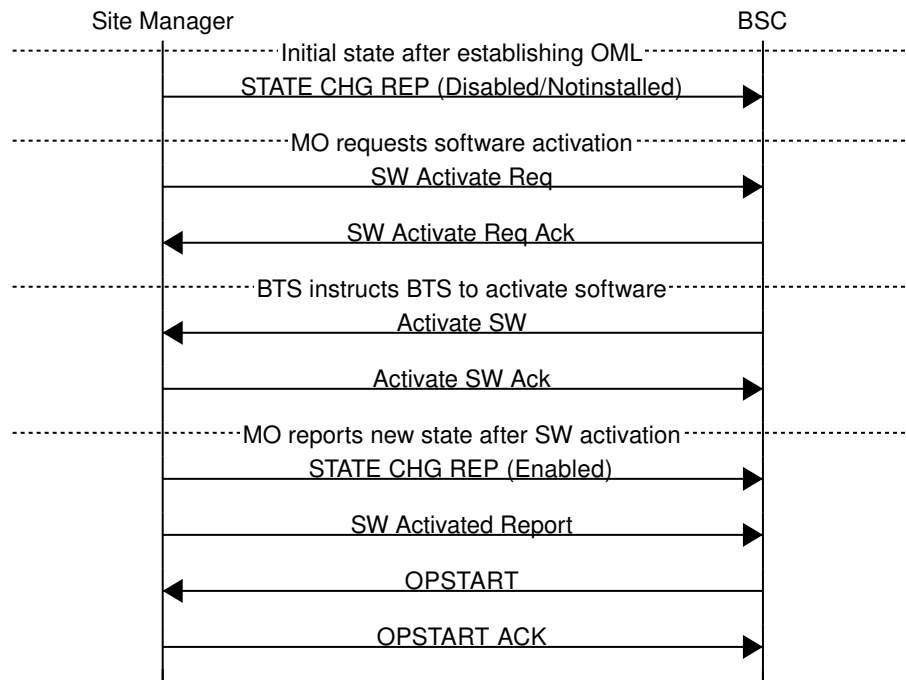 Site Manager BSC
Initial state after establishing OML
STATE CHG REP (Disabled/Notinstalled)
MO requests software activation
SW Activate Req
SW Activate Req Ack
BTS instructs BTS to activate software
Activate SW
Activate SW Ack
MO reports new state after SW activation
STATE CHG REP (Enabled)
SW Activated Report
OPSTART
OPSTART ACK